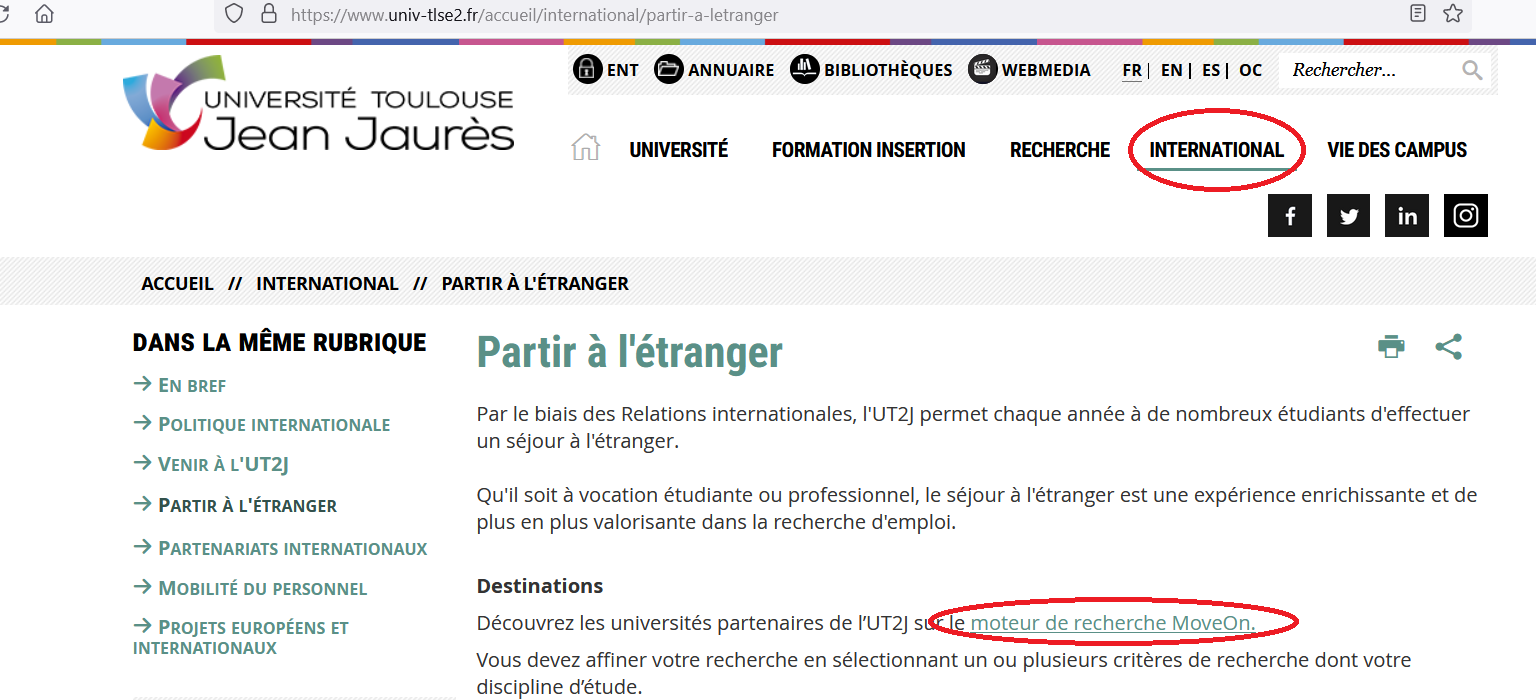 https://www.univ-tlse2.fr/accueil/international/partir-a-letranger
ENT ANNUAIRE BIBLIOTHÈQUES WEBMEDIA FR | EN | ES | OC Rechercher...
UNIVERSITÉ TOULOUSE
Jean Jaurès
UNIVERSITÉ FORMATION INSERTION RECHERCHE INTERNATIONAL VIE DES CAMPUS
ACCUEIL // INTERNATIONAL // PARTIR À L'ÉTRANGER
DANS LA MÊME RUBRIQUE
EN BREF
POLITIQUE INTERNATIONALE
VENIR À L'UT2J
PARTIR À L'ÉTRANGER
PARTENARIATS INTERNATIONAUX
MOBILITÉ DU PERSONNEL
PROJETS EUROPÉENS ET
INTERNATIONAUX
Partir à l'étranger
Par le biais des Relations internationales, l'UT2J permet chaque année à de nombreux étudiants d'effectuer
un séjour à l'étranger.
Qu'il soit à vocation étudiante ou professionnel, le séjour à l'étranger est une expérience enrichissante et de
plus en plus valorisante dans la recherche d'emploi.
Destinations
Découvrez les universités partenaires de l’UT2J sur le moteur de recherche MoveOn.
Vous devez affiner votre recherche en sélectionnant un ou plusieurs critères de recherche dont votre
discipline d’étude.